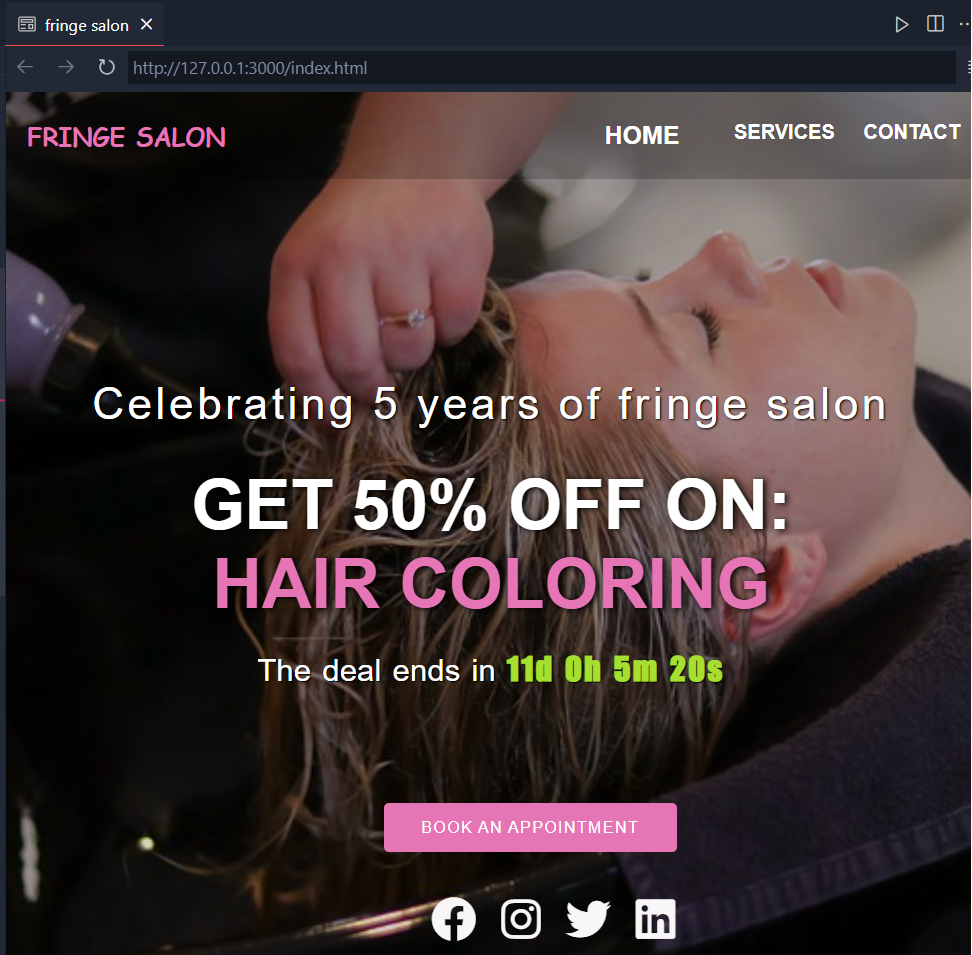 fringe salon
http://127.0.0.1:3000/index.html
FRINGE SALON HOME SERVICES CONTACT
Celebrating 5 years of fringe salon
GET 50% OFF ON:
HAIR COLORING
The deal ends in 11d 0h 5m 20s
BOOK AN APPOINTMENT
in